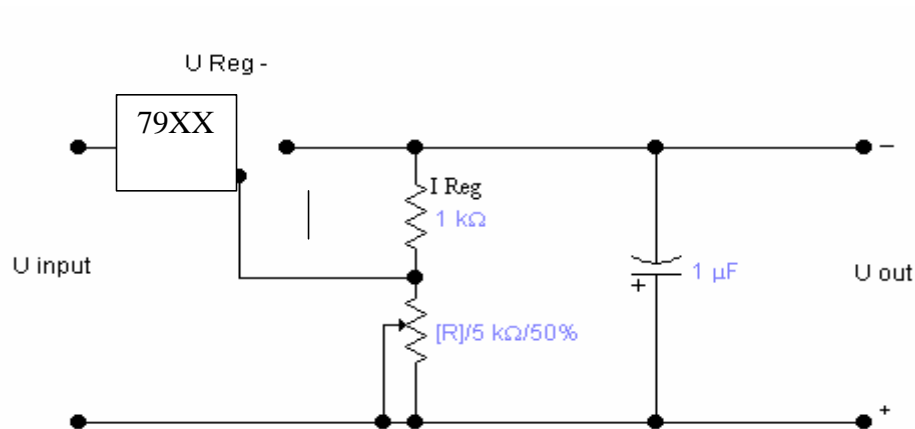 U Reg -
79XX
−
I Reg
1 kΩ
U input
+
1 µF
U out
[R]/5 kΩ/50%
+